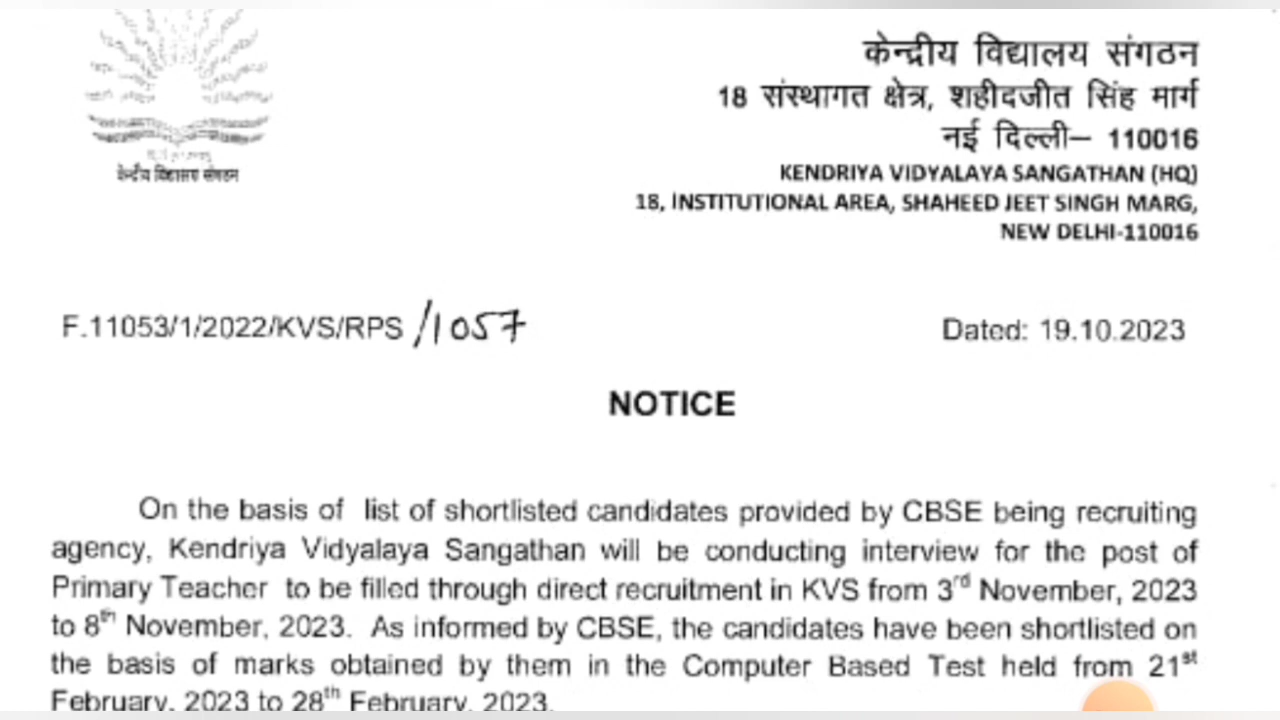 केन्द्रीय विद्यालय संगठन
18 संस्थागत क्षेत्र, शहीदजीत सिंह मार्ग
नई दिल्ली– 110016
केन्द्रीय विद्यालय संगठन
KENDRIYA VIDYALAYA SANGATHAN (HQ)
18, INSTITUTIONAL AREA, SHAHEED JEET SINGH MARG,
NEW DELHI-110016
F.11053/1/2022/KVS/RPS /1057
Dated: 19.10.2023
NOTICE
On the basis of list of shortlisted candidates provided by CBSE being recruiting
agency, Kendriya Vidyalaya Sangathan will be conducting interview for the post of
Primary Teacher to be filled through direct recruitment in KVS from 3rd November, 2023
to 8th November, 2023. As informed by CBSE, the candidates have been shortlisted on
the basis of marks obtained by them in the Computer Based Test held from 21st
February, 2023 to 28th February, 2023.